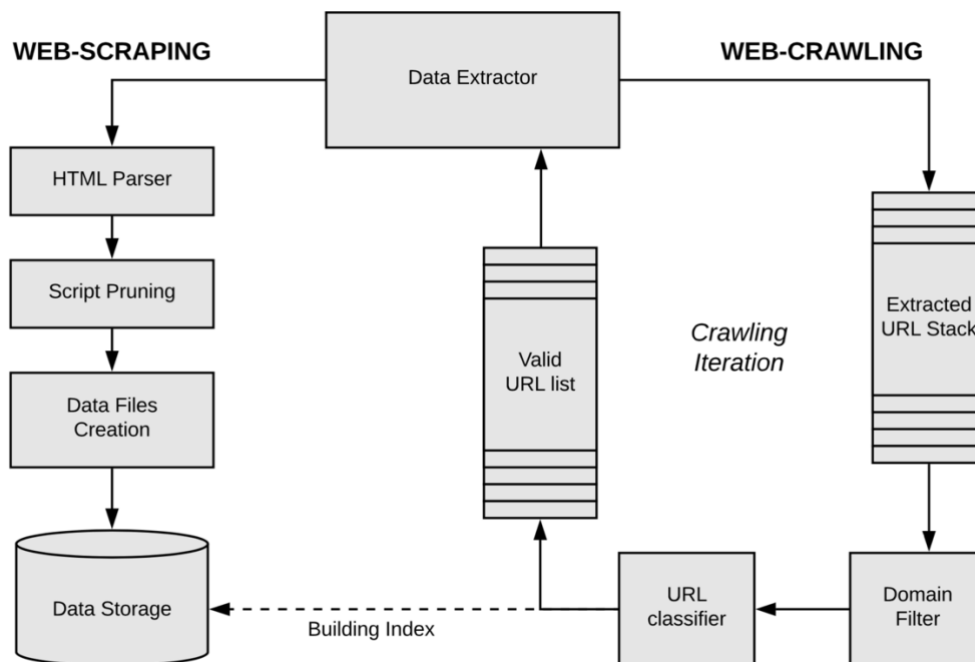 WEB-SCRAPING
Data Extractor
WEB-CRAWLING
HTML Parser
Script Pruning
Data Files
Creation
Data Storage
Valid
URL list
Crawling
Iteration
Extracted
URL Stack
Building Index
URL
classifier
Domain
Filter